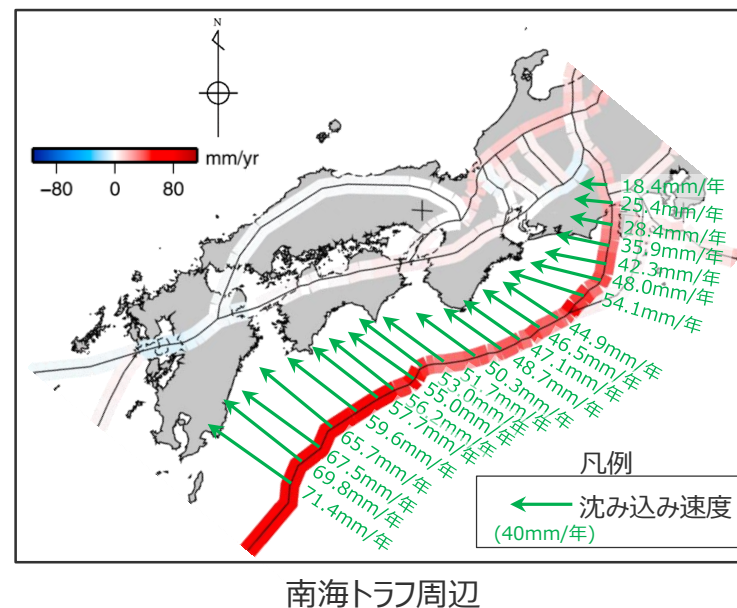 N
mm/yr
−80 0 80
18.4mm/年
25.4mm/年
28.4mm/年
35.9mm/年
42.3mm/年
48.0mm/年
54.1mm/年
44.9mm/年
46.5mm/年
47.1mm/年
48.7mm/年
50.3mm/年
51.7mm/年
53.0mm/年
55.0mm/年
56.2mm/年
57.7mm/年
59.6mm/年
65.7mm/年
67.5mm/年
69.8mm/年
71.4mm/年
凡例
沈み込み速度
(40mm/年)
南海トラフ周辺